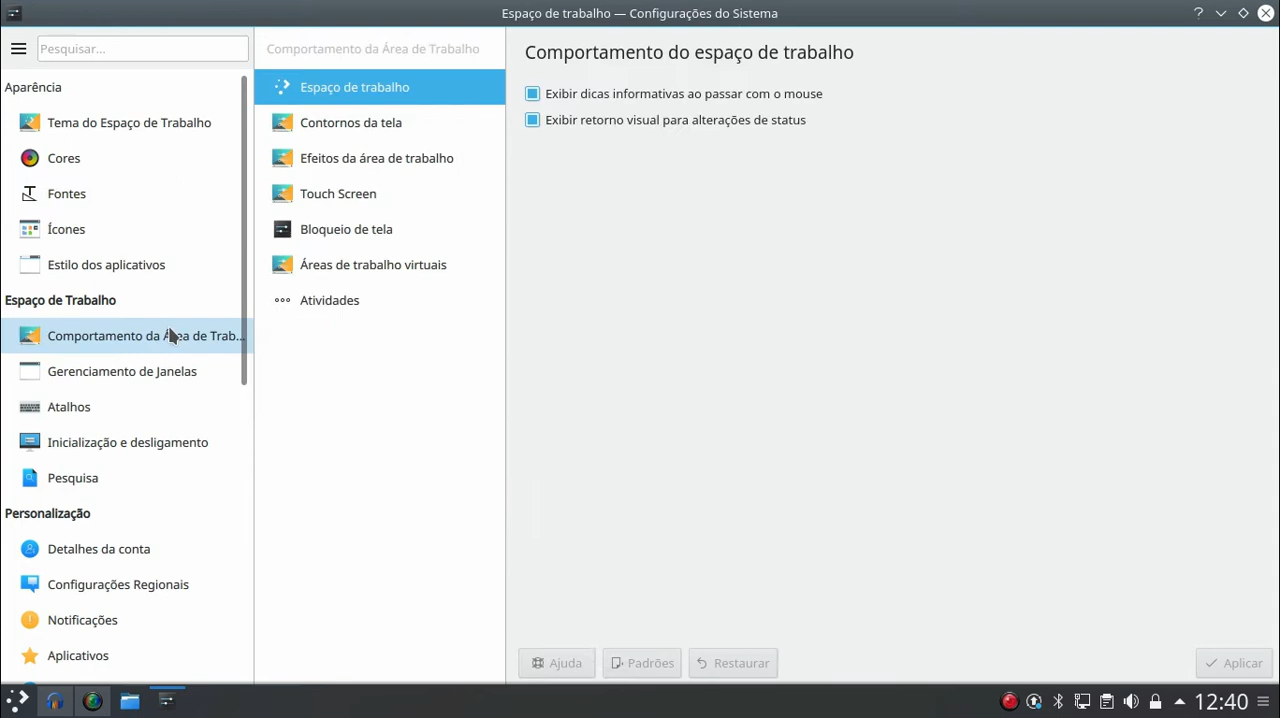 Espaço de trabalho — Configurações do Sistema
Pesquisar...
Aparência
Tema do Espaço de Trabalho
Cores
Fontes
Ícones
Estilo dos aplicativos
Espaço de Trabalho
Comportamento da Área de Trab...
Gerenciamento de Janelas
Atalhos
Inicialização e desligamento
Pesquisa
Personalização
Detalhes da conta
Configurações Regionais
Notificações
Aplicativos
Comportamento da Área de Trabalho
Espaço de trabalho
Contornos da tela
Efeitos da área de trabalho
Touch Screen
Bloqueio de tela
Áreas de trabalho virtuais
Atividades
Comportamento do espaço de trabalho
Exibir dicas informativas ao passar com o mouse
Exibir retorno visual para alterações de status
Ajuda
Padrões
Restaurar
Aplicar
12:40